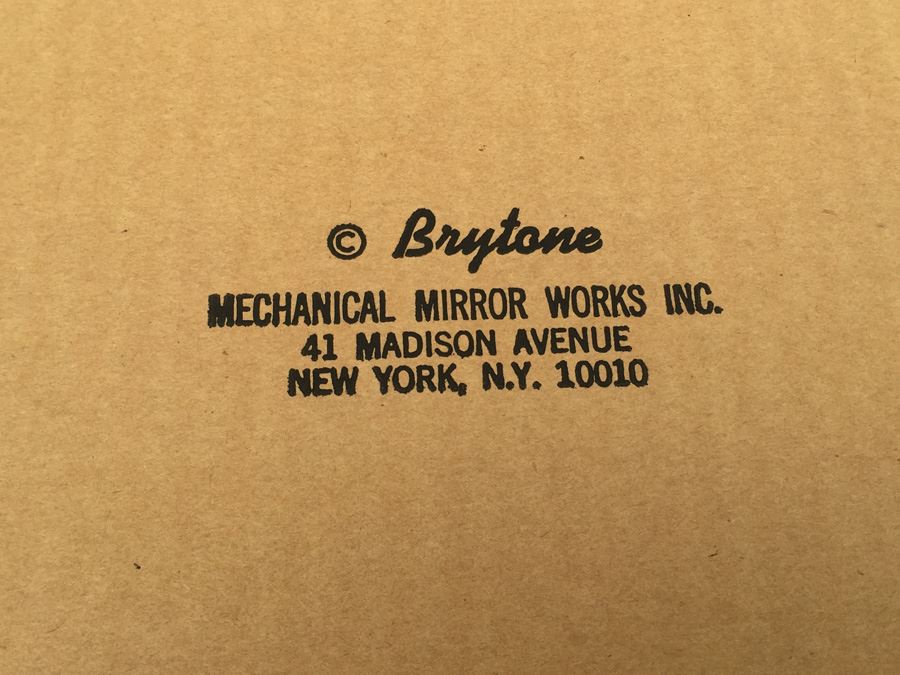 © Brytone
MECHANICAL MIRROR WORKS INC.
41 MADISON AVENUE
NEW YORK, N.Y. 10010